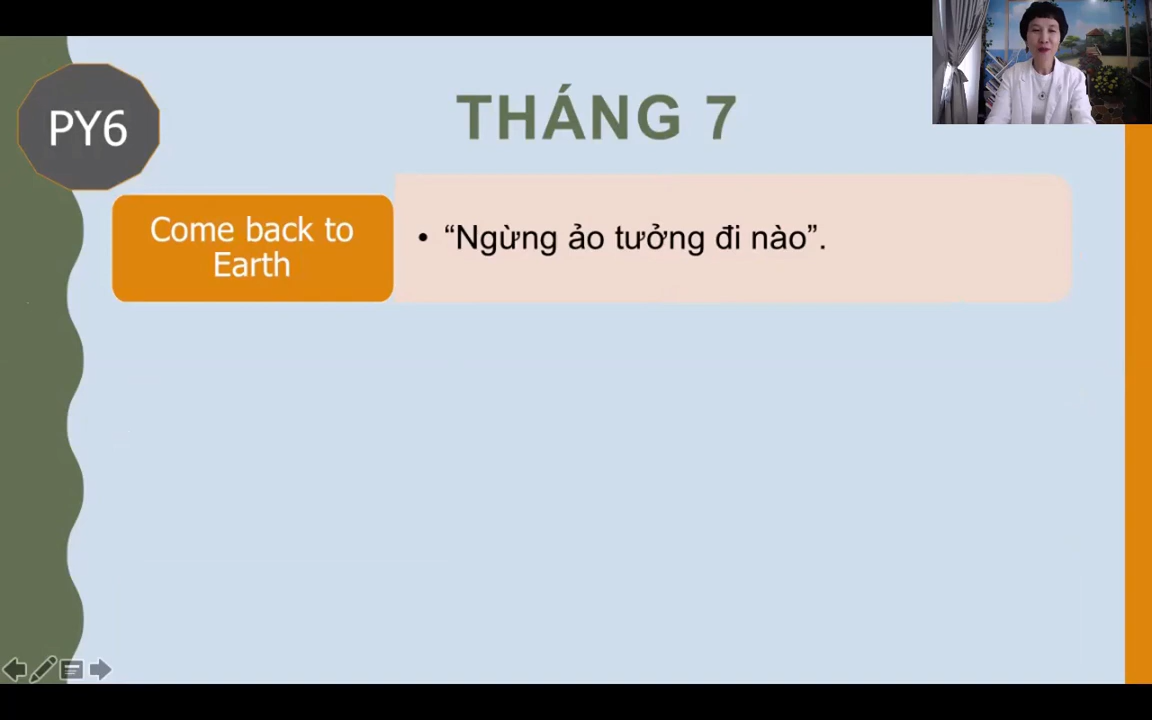 PY6
THÁNG 7
Come back to
Earth
• “Ngừng ảo tưởng đi nào”.